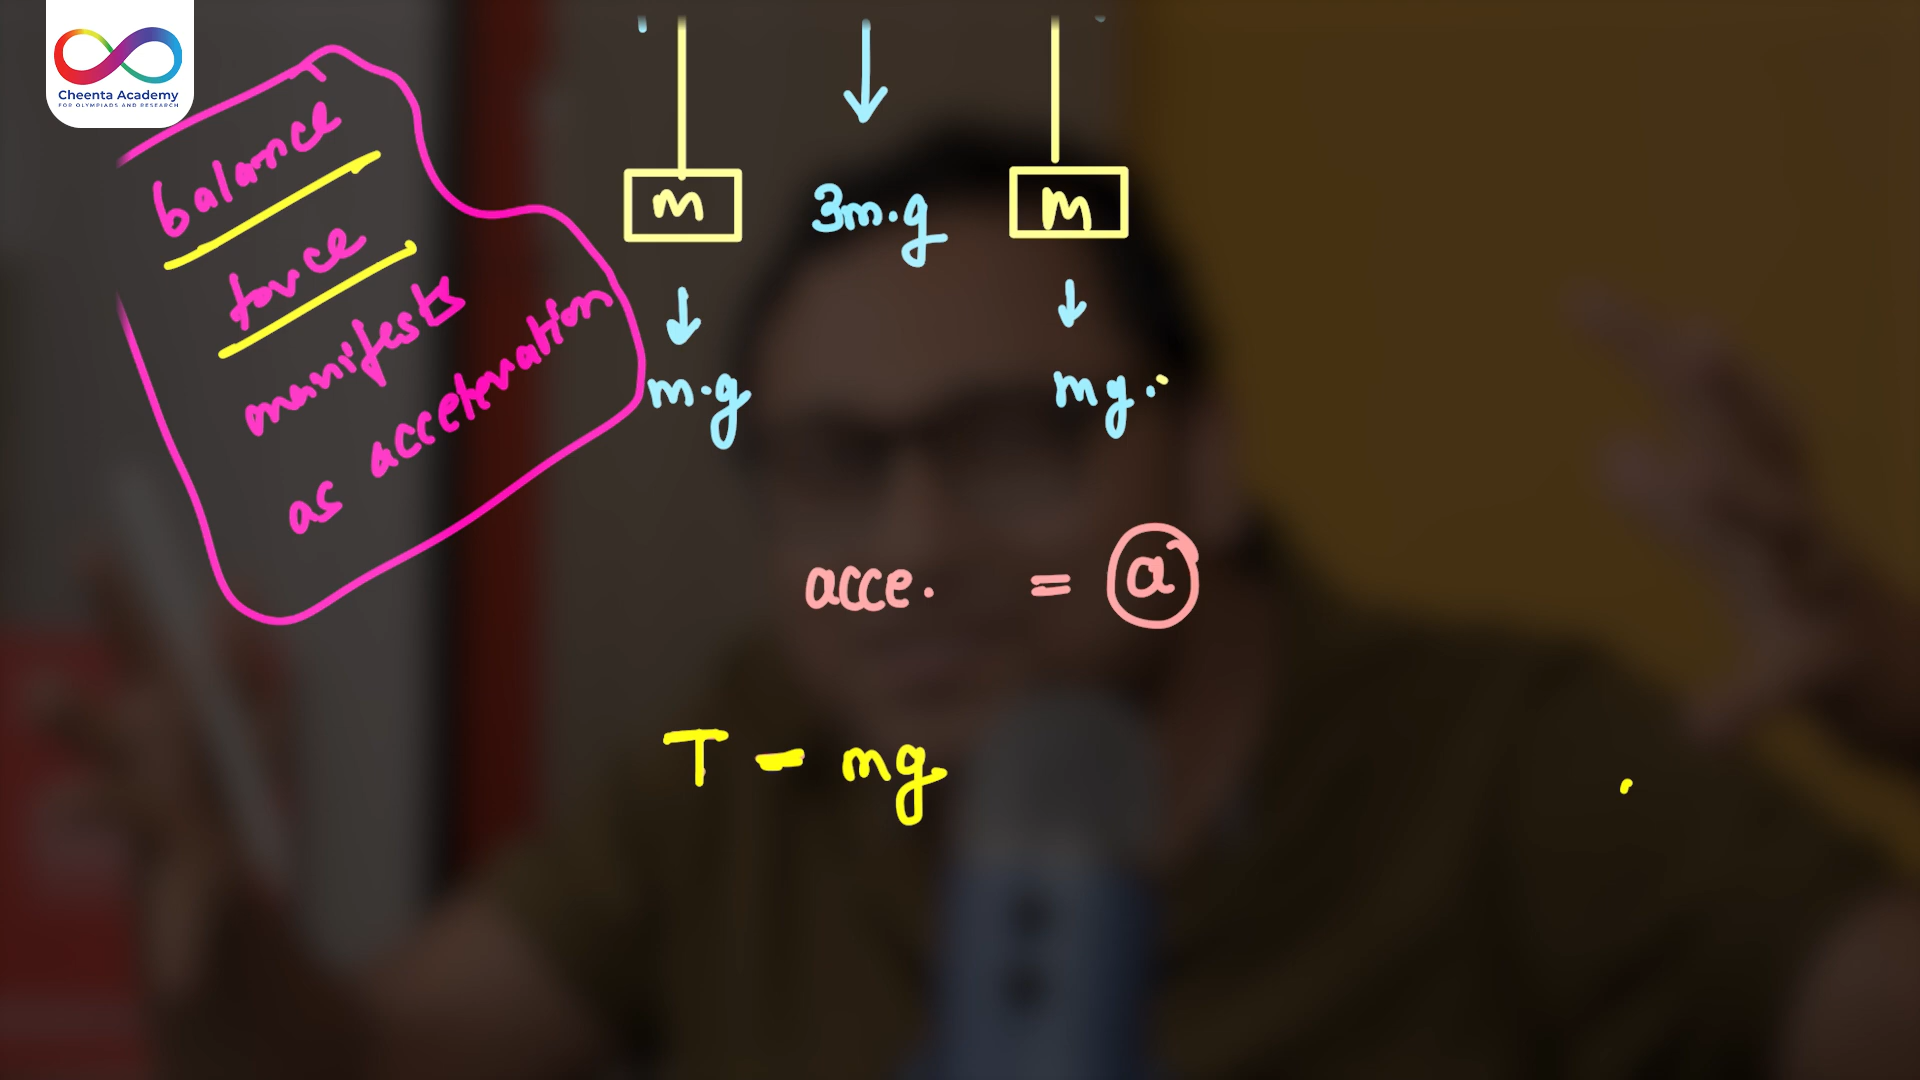 Cheenta Academy
FOR OLYMPIADS AND RESEARCH
balance
force
manifests
as acceleration
m
3m.g
m
m.g
mg.
acce. = a
T - mg